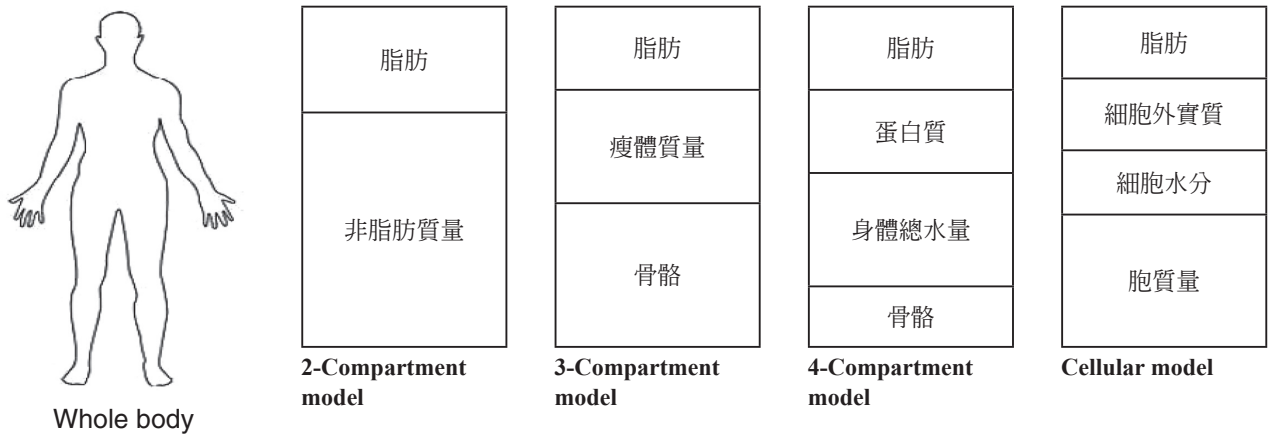 脂肪
非脂肪質量
2-Compartment
model
脂肪
瘦體質量
骨骼
3-Compartment
model
脂肪
蛋白質
身體總水量
骨骼
4-Compartment
model
脂肪
細胞外實質
細胞水分
胞質量
Cellular model
Whole body